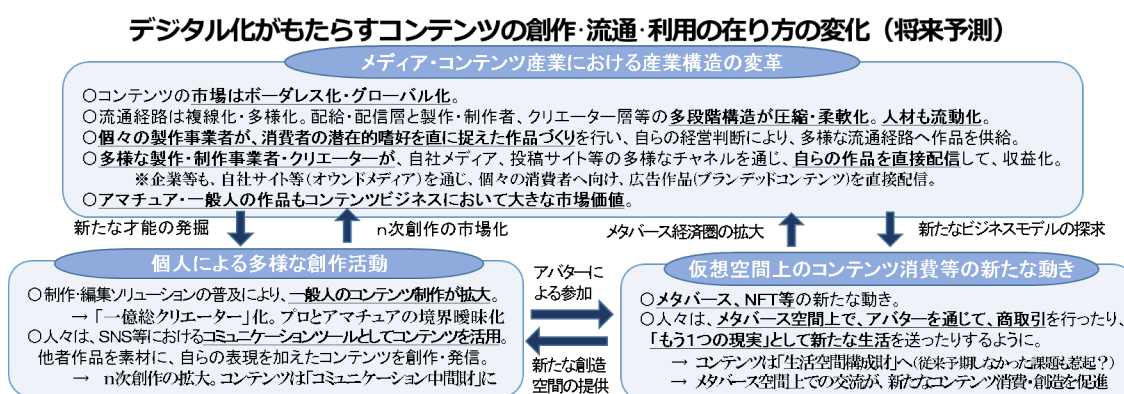 デジタル化がもたらすコンテンツの創作･流通･利用の在り方の変化（将来予測）
メディア・コンテンツ産業における産業構造の変革
○コンテンツの市場はボーダレス化・グローバル化。
○流通経路は複線化・多様化。配給・配信層と製作・制作者、クリエーター層等の多段階構造が圧縮・柔軟化。人材も流動化。
○個々の製作事業者が、消費者の潜在的嗜好を直に捉えた作品づくりを行い、自らの経営判断により、多様な流通経路へ作品を供給。
○多様な製作・制作事業者・クリエーターが、自社メディア、投稿サイト等の多様なチャネルを通じ、自らの作品を直接配信して、収益化。
※企業等も、自社サイト等（オウンドメディア）を通じ、個々の消費者へ向け、広告作品（ブランデッドコンテンツ）を直接配信。
○アマチュア・一般人の作品もコンテンツビジネスにおいて大きな市場価値。
新たな才能の発掘
n次創作の市場化
メタバース経済圏の拡大
新たなビジネスモデルの探求
個人による多様な創作活動
○制作・編集ソリューションの普及により、一般人のコンテンツ制作が拡大。
→「一億総クリエーター」化。プロとアマチュアの境界曖昧化
○人々は、SNS等におけるコミュニケーションツールとしてコンテンツを活用。
他者作品を素材に、自らの表現を加えたコンテンツを創作・発信。
→ n次創作の拡大。コンテンツは「コミュニケーション中間財」に
アバターに
よる参加
新たな創造
空間の提供
仮想空間上のコンテンツ消費等の新たな動き
○メタバース、NFT等の新たな動き。
○人々は、メタバース空間上で、アバターを通じて、商取引を行ったり、
「もう１つの現実」として新たな生活を送ったりするように。
→ コンテンツは「生活空間構成財」へ（従来予期しなかった課題も惹起？）
→ メタバース空間上での交流が、新たなコンテンツ消費・創造を促進